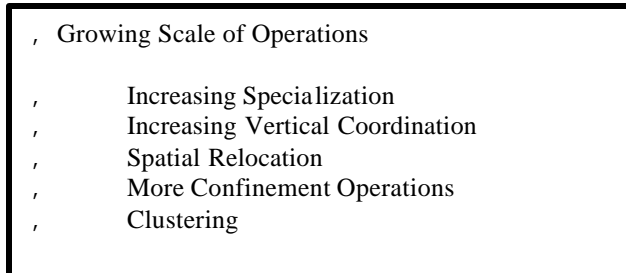 , Growing Scale of Operations
, Increasing Specialization
, Increasing Vertical Coordination
, Spatial Relocation
, More Confinement Operations
, Clustering